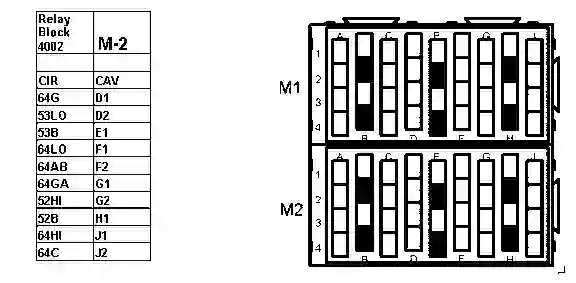 Relay
Block
4002 M-2
CIR CAV
64G D1
53LO D2
53B E1
64LO F1
64AB F2
64GA G1
52HI G2
52B H1
64HI J1
64C J2
A C E G
1
2
3
4
M1
B D F H
A C E G
1
2
3
4
M2
B D F H